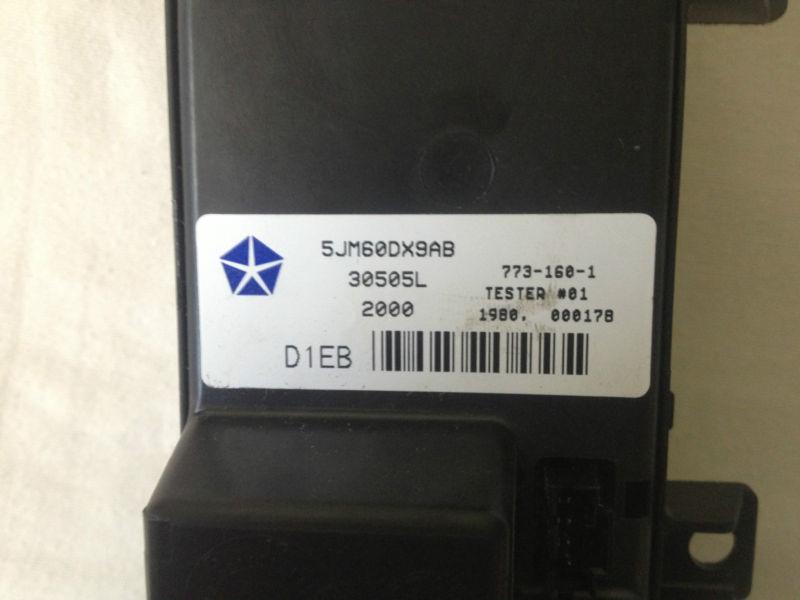 5JM60DX9AB
30505L
2000
773-160-1
TESTER #01
1980, 000178
D1EB